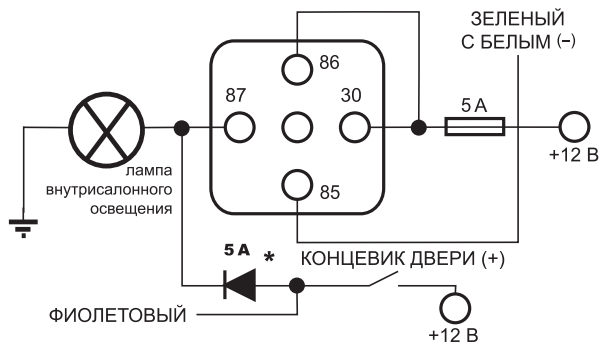 ЗЕЛЕНЫЙ
С БЕЛЫМ (–)
86
87
30
5 А
+12 В
85
лампа
внутрисалонного
освещения
5 А *
КОНЦЕВИК ДВЕРИ (+)
ФИОЛЕТОВЫЙ
+12 В